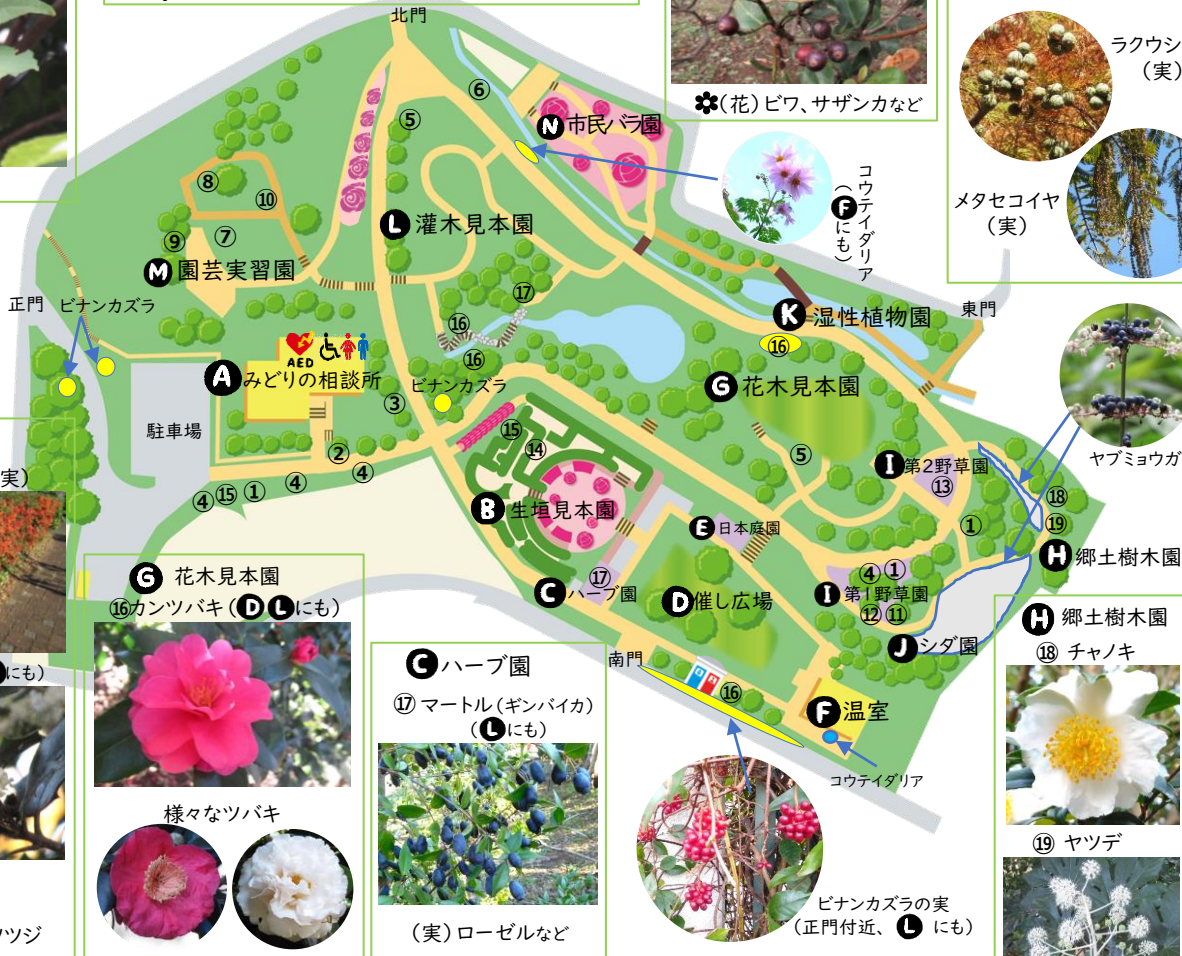 北門
❽(花) ビワ、サザンカなど
ラクウシ
(実)
メタセコイヤ
(実)
コウテイダリア
(Fにも)
⑥
⑤
N 市民バラ園
⑧
⑩
⑨
⑦
L 灌木見本園
M 園芸実習園
正門
ビナンカズラ
⑰
⑯
⑯
K 湿性植物園
⑯
東門
AED
A みどりの相談所
ビナンカズラ
③
G 花木見本園
駐車場
②
④
④
⑮
①
④
⑮
⑭
B 生垣見本園
⑤
I 第2野草園
⑬
ヤブミョウガ
⑱
⑲
①
E 日本庭園
H 郷土樹木園
④
①
I 第1野草園
⑫
⑪
C ハーブ園
⑰
D 催し広場
J シダ園
南門
⑯
F 温室
コウテイダリア
実)
にも)
ツツジ
G 花木見本園
⑯カンツバキ (D Lにも)
様々なツバキ
C ハーブ園
⑰ マートル (ギンバイカ)
(Lにも)
(実) ローゼルなど
ビナンカズラの実
(正門付近、 L にも)
H 郷土樹木園
⑱ チャノキ
⑲ ヤツデ